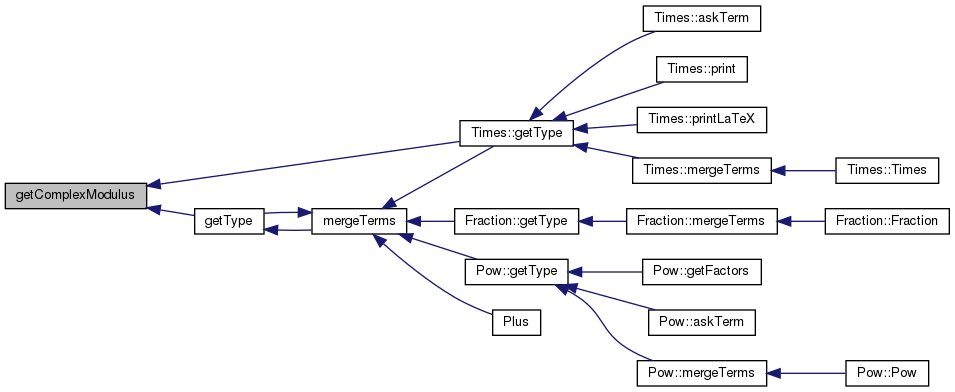 Times::askTerm
Times::print
Times::printLaTeX
Times::getType
Times::mergeTerms
Times::Times
getComplexModulus
getType
mergeTerms
Fraction::getType
Fraction::mergeTerms
Fraction::Fraction
Pow::getType
Pow::getFactors
Plus
Pow::askTerm
Pow::mergeTerms
Pow::Pow